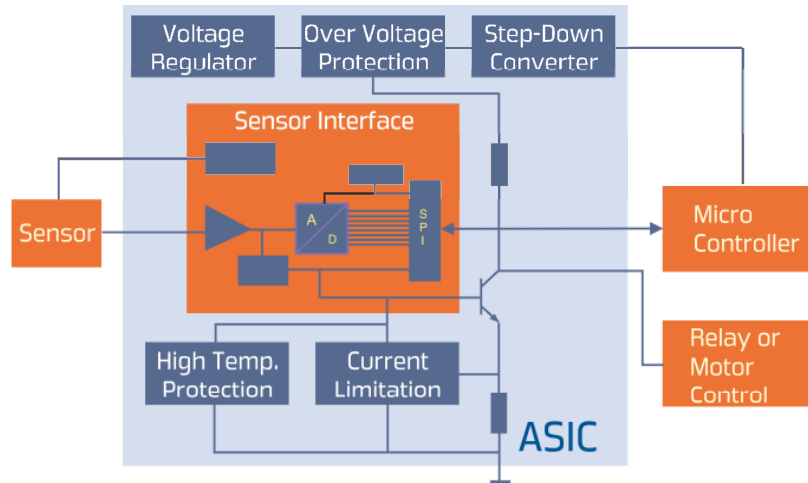 Voltage
Regulator
Over Voltage
Protection
Step-Down
Converter
Sensor Interface
Sensor
A
D
S
P
I
Micro
Controller
High Temp.
Protection
Current
Limitation
Relay or
Motor
Control
ASIC